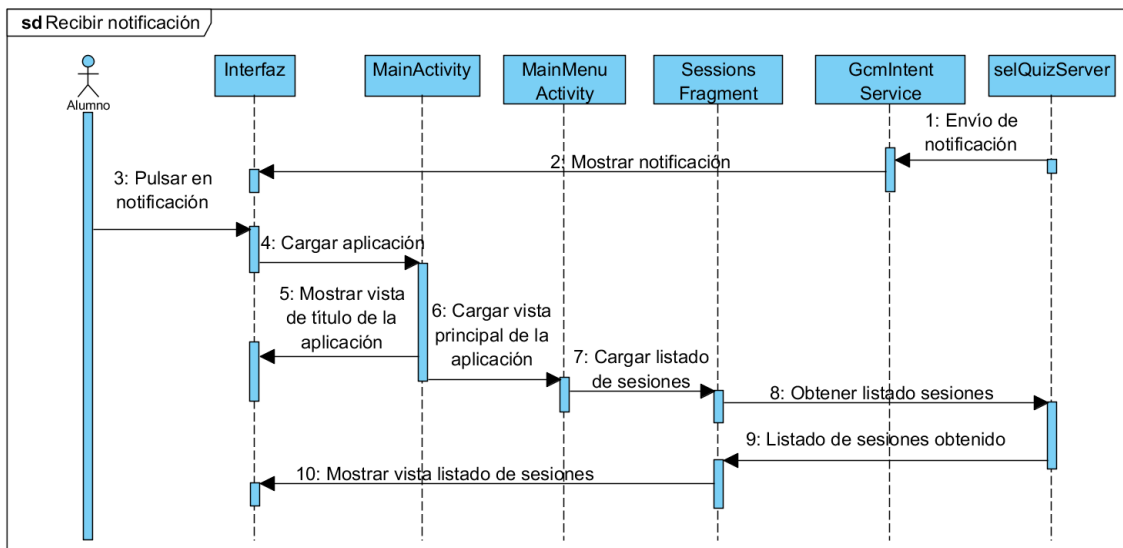 sd Recibir notificación
Alumno
Interfaz
MainActivity
MainMenu
Activity
Sessions
Fragment
GcmIntent
Service
selQuizServer
1: Envío de
notificación
2: Mostrar notificación
3: Pulsar en
notificación
4: Cargar aplicación
5: Mostrar vista
de título de la
aplicación
6: Cargar vista
principal de la
aplicación
7: Cargar listado
de sesiones
8: Obtener listado sesiones
9: Listado de sesiones obtenido
10: Mostrar vista listado de sesiones